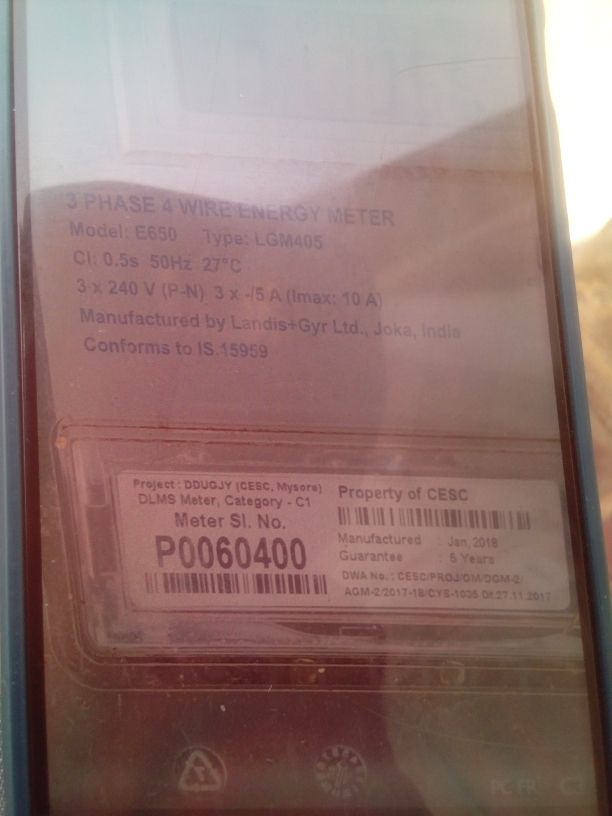 3 PHASE 4 WIRE ENERGY METER
Model: E650 Type: LGM405
Cl: 0.5s 50Hz 27°C
3 x 240 V (P-N) 3 x -/5 A (Imax: 10 A)
Manufactured by Landis+Gyr Ltd., Joka, India
Conforms to IS 15959
Project : DDUGJY (CESC, Mysore)
DLMS Meter, Category - C1
Meter Sl. No.
P0060400
Property of CESC
Manufactured : Jan, 2018
Guarantee : 5 Years
DWA No. : CESC/PROJ/GM/DGM-2/
AGM-2/2017-18/CYS-1035 Dt.27.11.2017